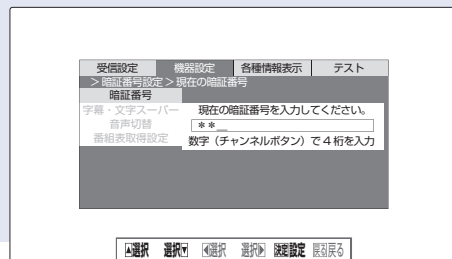 受信設定 機器設定 各種情報表示 テスト
＞暗証番号設定＞現在の暗証番号
暗証番号
字幕・文字スーパー
音声切替
番組表取得設定
現在の暗証番号を入力してください。
＊＊＿
数字（チャンネルボタン）で4桁を入力
▲選択 選択▼ ◀選択 選択▶ 決定設定 戻る戻る